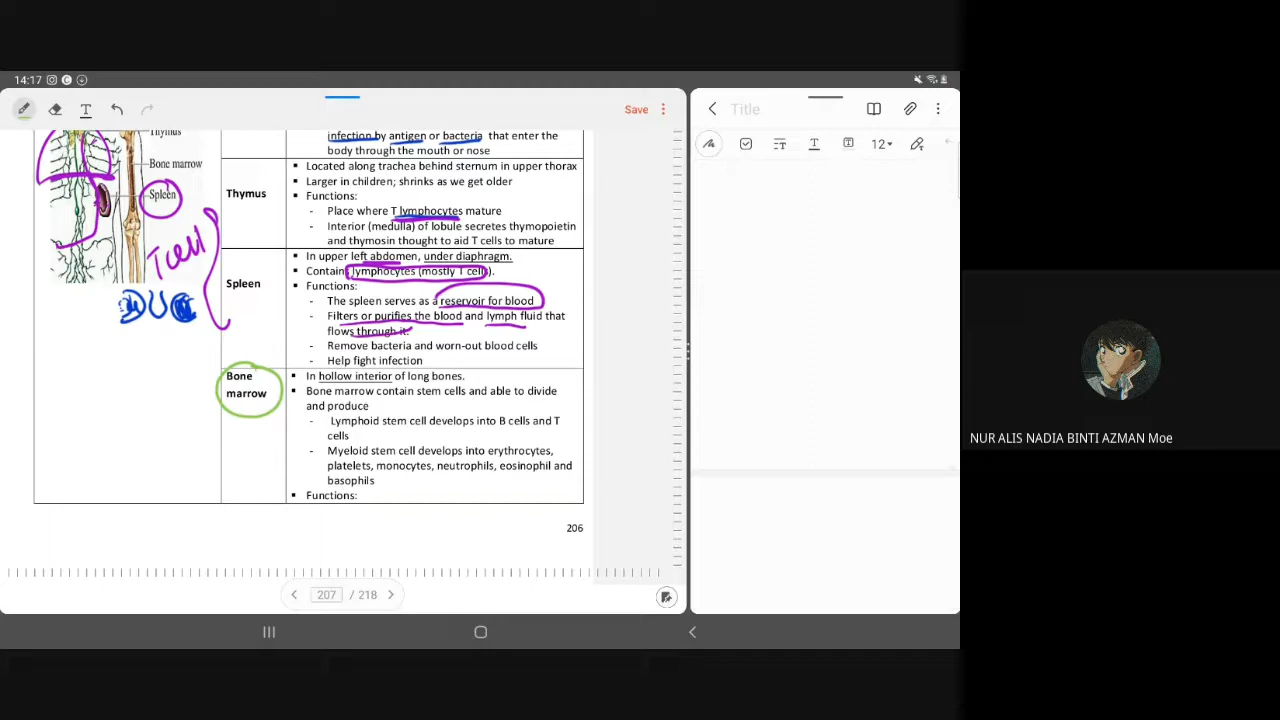 14:17
Save
Title
12
Thymus
Bone marrow
Spleen
T cell
infection by antigen or bacteria that enter the
body through the mouth or nose
Thymus
▪ Located along trachea behind sternum in upper thorax
▪ Larger in children; shrinks as we get older
▪ Functions:
- Place where T lymphocytes mature
- Interior (medulla) of lobule secretes thymopoietin
and thymosin thought to aid T cells to mature
Spleen
▪ In upper left abdomen, under diaphragm.
▪ Contains lymphocytes (mostly T cells).
▪ Functions:
- The spleen serves as a reservoir for blood
- Filters or purifies the blood and lymph fluid that
flows through it.
- Remove bacteria and worn-out blood cells
- Help fight infection
Bone
marrow
▪ In hollow interior of long bones.
▪ Bone marrow contain stem cells and able to divide
and produce
- Lymphoid stem cell develops into B cells and T
cells
- Myeloid stem cell develops into erythrocytes,
platelets, monocytes, neutrophils, eosinophil and
basophils
▪ Functions:
206
207 / 218
NUR ALIS NADIA BINTI AZMAN Moe